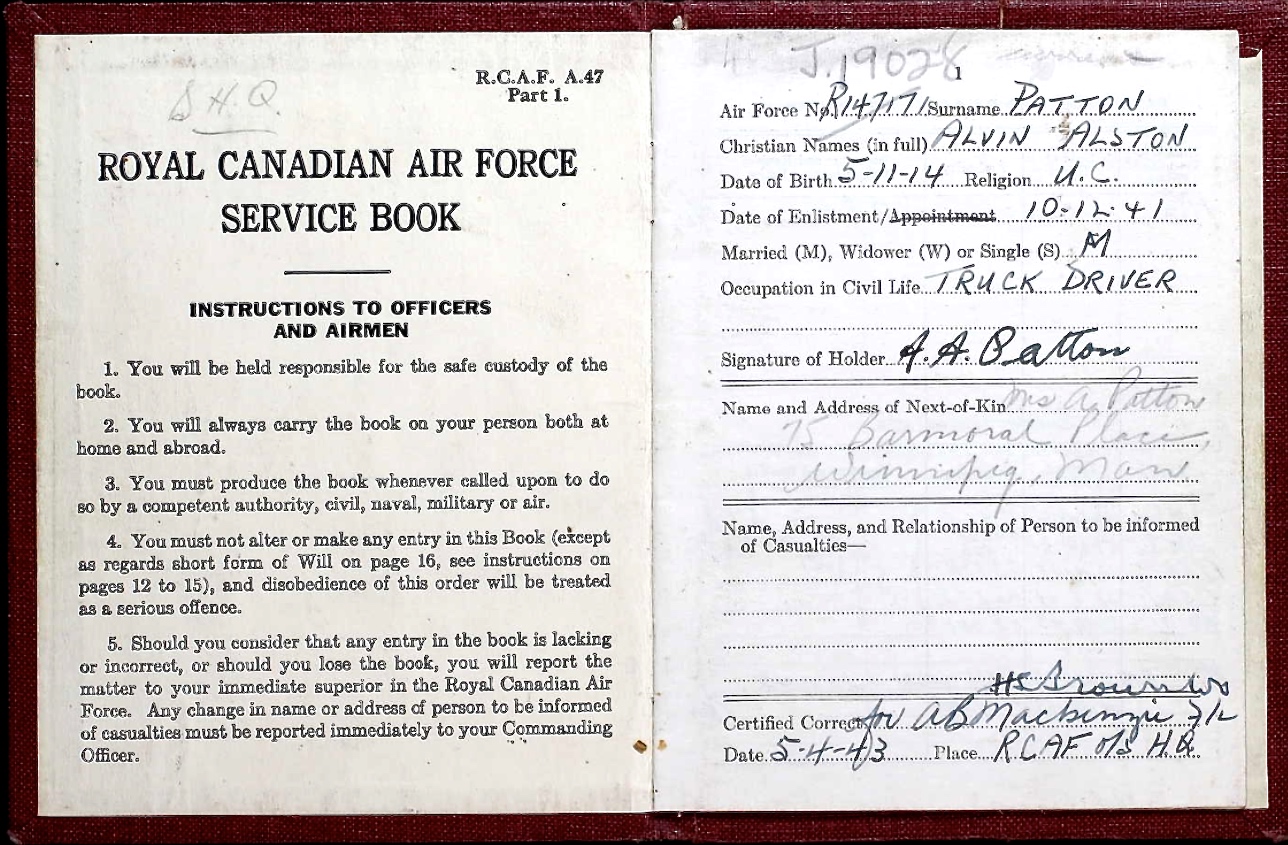 R.C.A.F. A.47
Part 1.
S.H.Q.
ROYAL CANADIAN AIR FORCE
SERVICE BOOK
INSTRUCTIONS TO OFFICERS
AND AIRMEN
1. You will be held responsible for the safe custody of the
book.
2. You will always carry the book on your person both at
home and abroad.
3. You must produce the book whenever called upon to do
so by a competent authority, civil, naval, military or air.
4. You must not alter or make any entry in this Book (except
as regards short form of Will on page 16, see instructions on
pages 12 to 15), and disobedience of this order will be treated
as a serious offence.
5. Should you consider that any entry in the book is lacking
or incorrect, or should you lose the book, you will report the
matter to your immediate superior in the Royal Canadian Air
Force. Any change in name or address of person to be informed
of casualties must be reported immediately to your Commanding
Officer.
J.19028
1
Air Force No. R147171 Surname PATTON
Christian Names (in full) ALVIN ALSTON
Date of Birth 5-11-14 Religion U.C.
Date of Enlistment/Appointment 10-12-41
Married (M), Widower (W) or Single (S) M
Occupation in Civil Life TRUCK DRIVER
Signature of Holder A. A. Patton
Name and Address of Next-of-Kin Mrs A. Patton
75 Barmoral Place,
Winnipeg, Man
Name, Address, and Relationship of Person to be informed
of Casualties—
Brown
Certified Correct for AB Mackenzie F/L
Date 5-4-43 Place RCAF o/s H.Q.